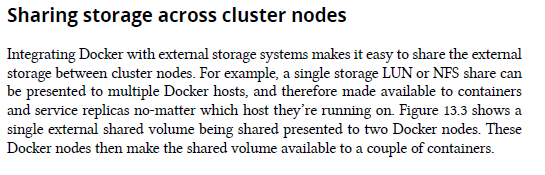 Sharing storage across cluster nodes
Integrating Docker with external storage systems makes it easy to share the external
storage between cluster nodes. For example, a single storage LUN or NFS share can
be presented to multiple Docker hosts, and therefore made available to containers
and service replicas no-matter which host they’re running on. Figure 13.3 shows a
single external shared volume being shared presented to two Docker nodes. These
Docker nodes then make the shared volume available to a couple of containers.